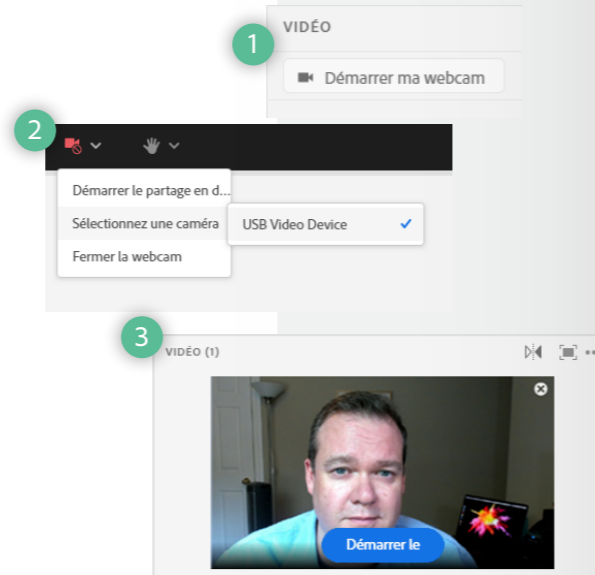 1
VIDÉO
Démarrer ma webcam
2
Démarrer le partage en d...
Sélectionnez une caméra
USB Video Device
Fermer la webcam
3
VIDÉO (1)
Démarrer le